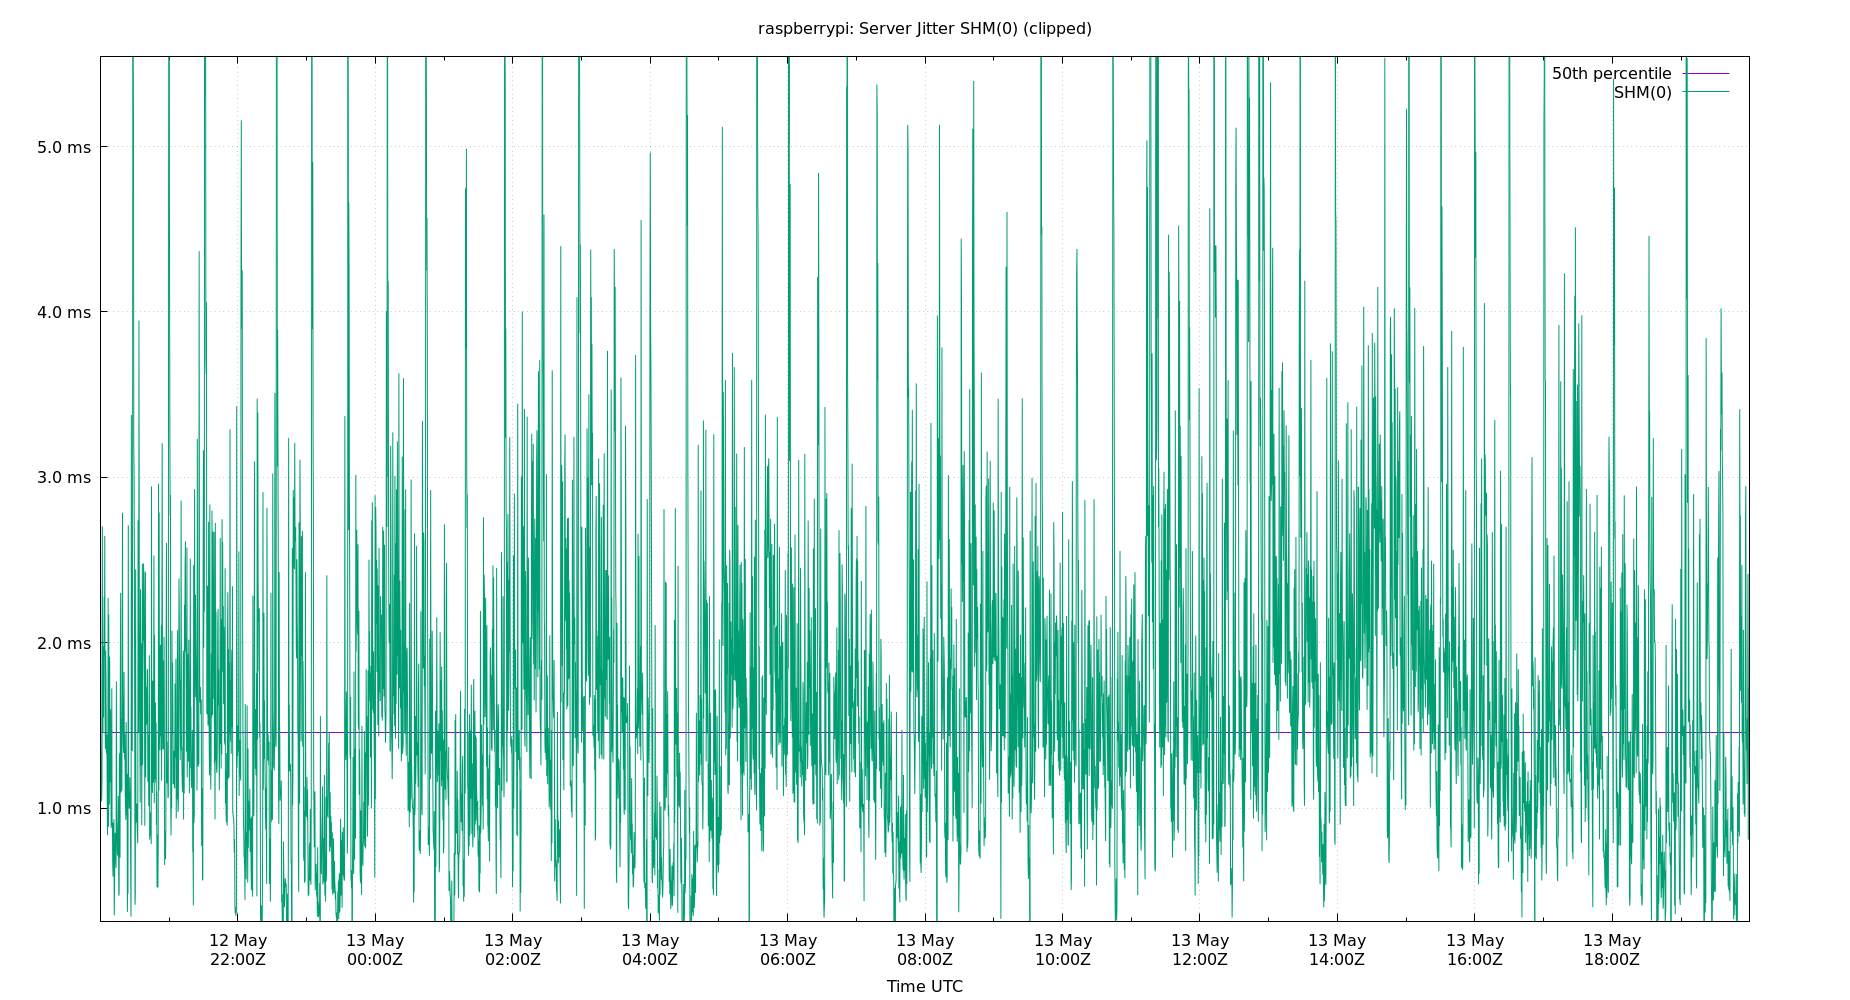 raspberrypi: Server Jitter SHM(0) (clipped)
50th percentile
SHM(0)
5.0 ms
4.0 ms
3.0 ms
2.0 ms
1.0 ms
12 May 13 May 13 May 13 May 13 May 13 May 13 May 13 May 13 May 13 May 13 May
22:00Z 00:00Z 02:00Z 04:00Z 06:00Z 08:00Z 10:00Z 12:00Z 14:00Z 16:00Z 18:00Z
Time UTC